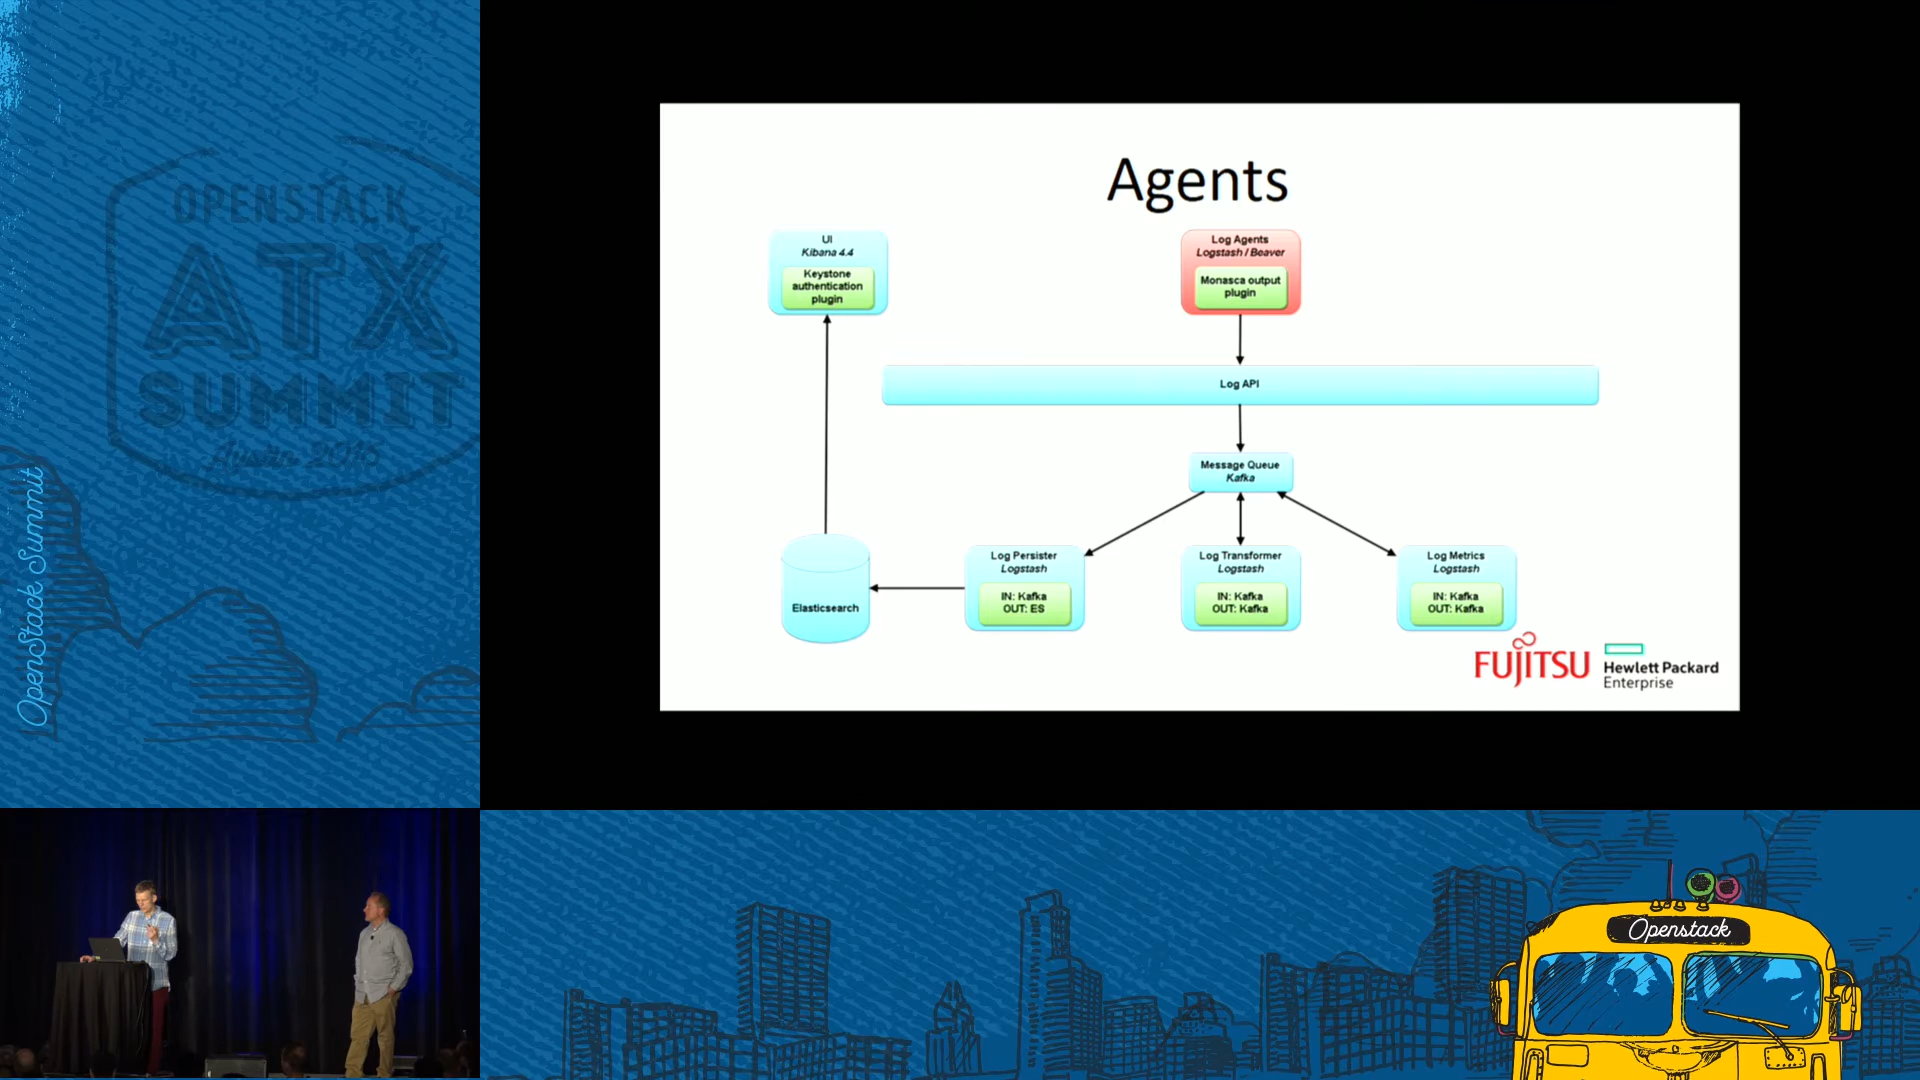 OPENSTACK
ATX
SUMMIT
Austin 2016
OpenStack Summit
Agents
UI
Kibana 4.4
Keystone
authentication
plugin
Log Agents
Logstash / Beaver
Monasca output
plugin
Log API
Message Queue
Kafka
Log Persister
Logstash
IN: Kafka
OUT: ES
Log Transformer
Logstash
IN: Kafka
OUT: Kafka
Log Metrics
Logstash
IN: Kafka
OUT: Kafka
Elasticsearch
FUJITSU
Hewlett Packard
Enterprise
Openstack